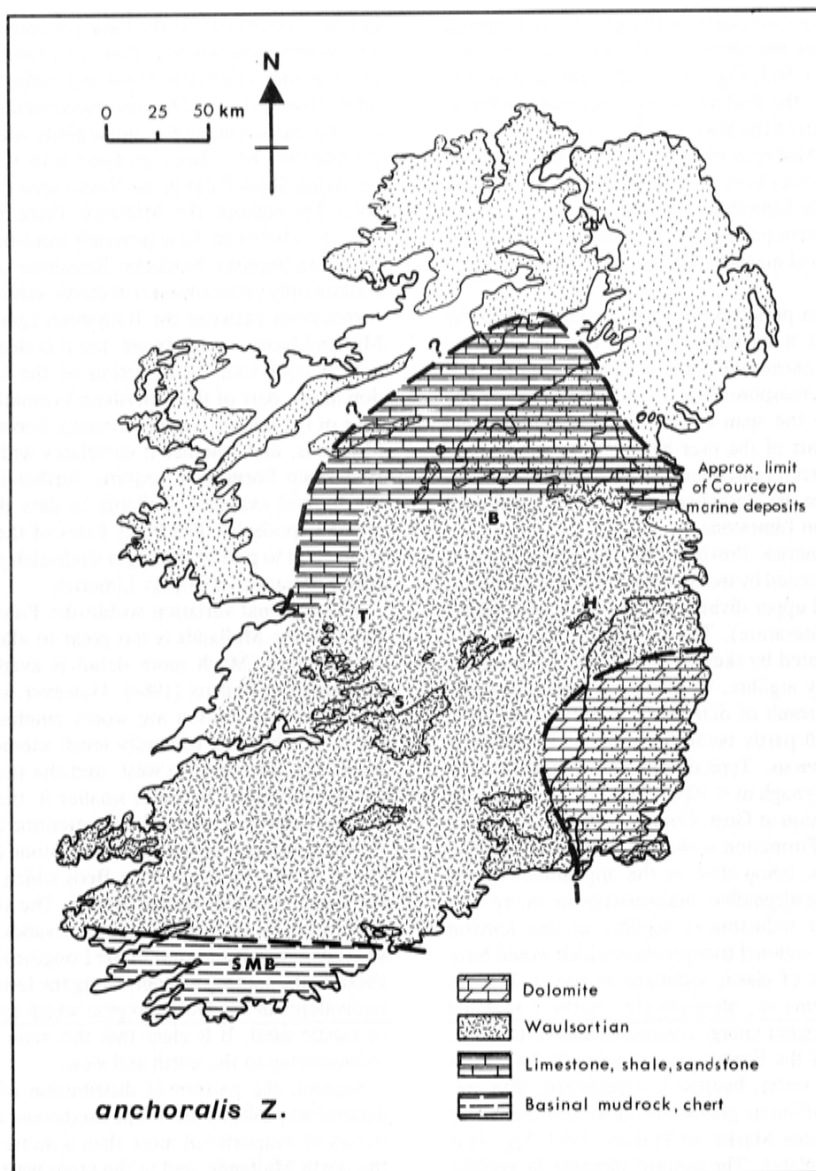 N
0 25 50 km
?
?
?
Approx, limit
of Courceyan
marine deposits
B
T
H
S
SMB
Dolomite
Waulsortian
Limestone, shale, sandstone
Basinal mudrock, chert
anchoralis Z.